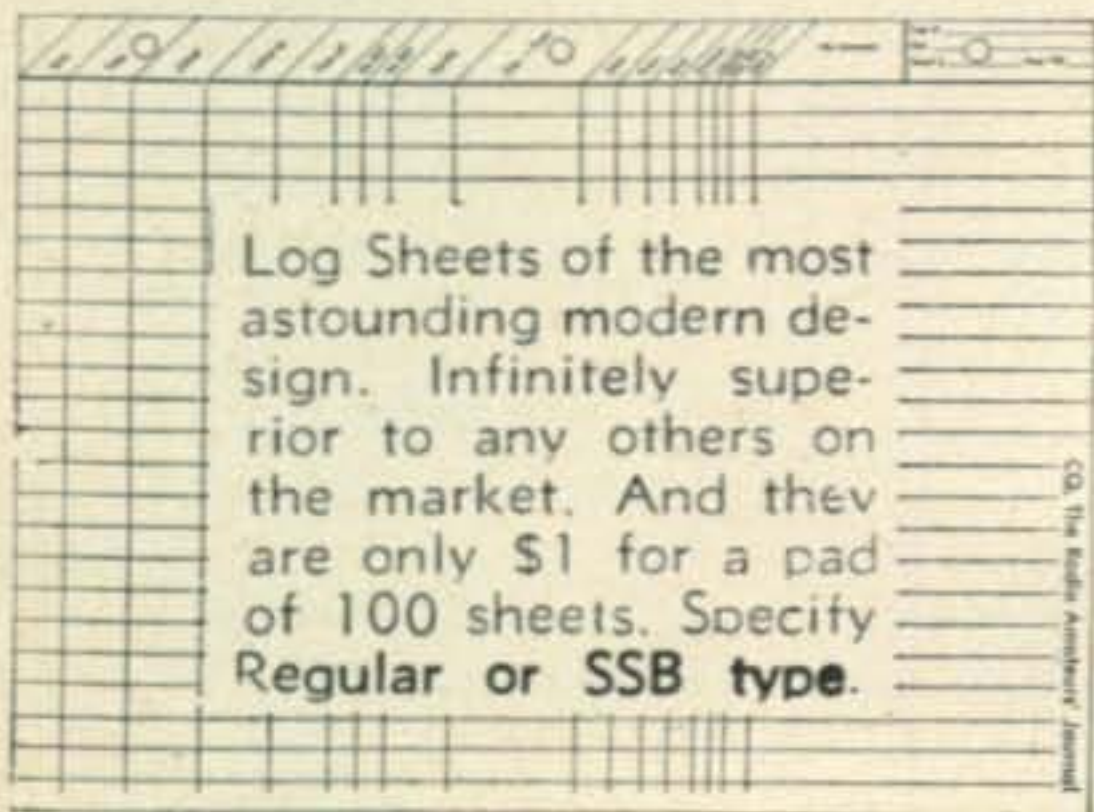 Log Sheets of the most
astounding modern de-
sign. Infinitely supe-
rior to any others on
the market. And they
are only $1 for a pad
of 100 sheets. Specify
Regular or SSB type.
CQ, The Radio Amateurs' Journal